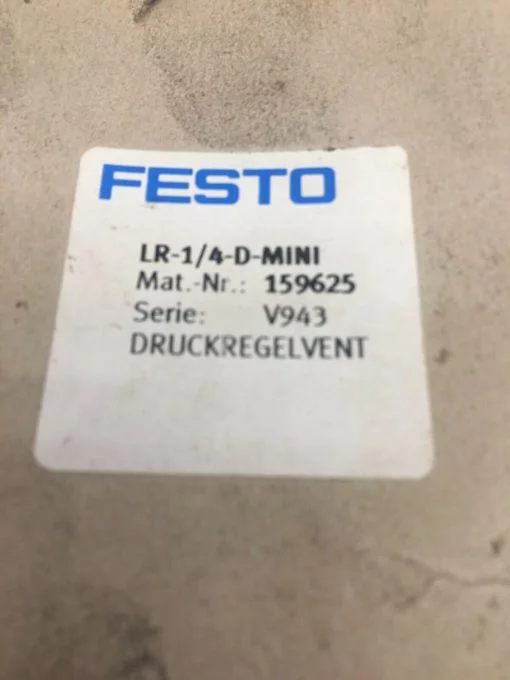 FESTO
LR-1/4-D-MINI
Mat.-Nr.: 159625
Serie: V943
DRUCKREGELVENT